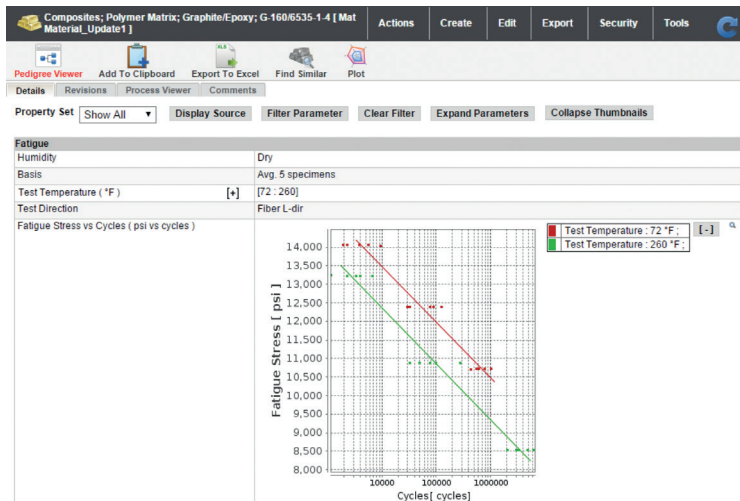 Composites; Polymer Matrix; Graphite/Epoxy; G-160/6535-1-4 [ Mat
Material_Update1 ]
Actions Create Edit Export Security Tools
XLS
Pedigree Viewer Add To Clipboard Export To Excel Find Similar Plot
Details Revisions Process Viewer Comments
Property Set Show All Display Source Filter Parameter Clear Filter Expand Parameters Collapse Thumbnails
Fatigue
Humidity Dry
Basis Avg. 5 specimens
Test Temperature ( °F ) [+] [72 : 260]
Test Direction Fiber L-dir
Fatigue Stress vs Cycles ( psi vs cycles )
Test Temperature : 72 °F ; [-]
Test Temperature : 260 °F ;
Fatigue Stress [ psi ]
14,000
13,500
13,000
12,500
12,000
11,500
11,000
10,500
10,000
9,500
9,000
8,500
8,000
10000 100000 1000000
Cycles[ cycles]